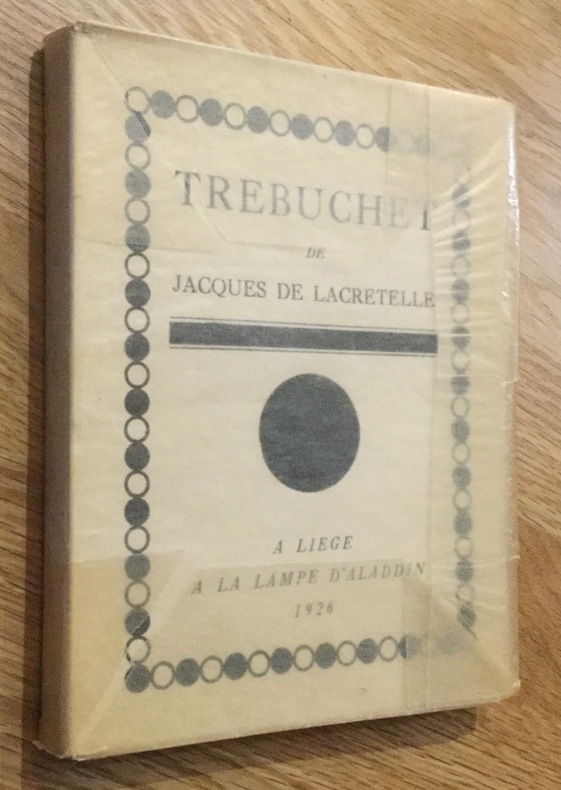 TREBUCHET
DE
JACQUES DE LACRETELLE
A LIEGE
A LA LAMPE D'ALADDIN
1926